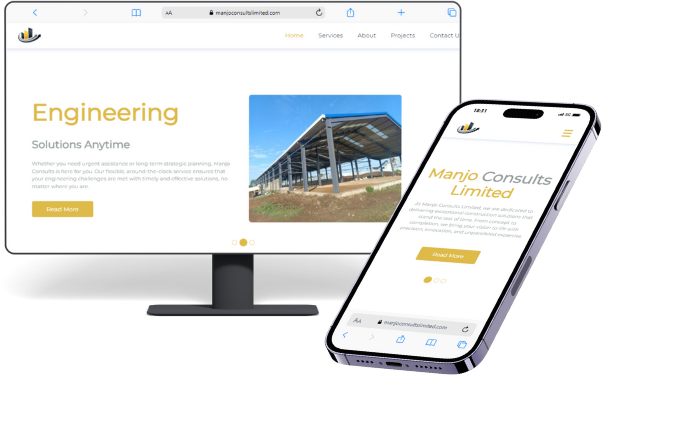 AA manjoconsultslimited.com
Home Services About Projects Contact U
Engineering
Solutions Anytime
Whether you need urgent assistance or long-term strategic planning, Manjo
Consults is here for you. Our flexible, around-the-clock service ensures that
your engineering challenges are met with timely and effective solutions, no
matter where you are.
Read More
18:31
5G
Manjo Consults
Limited
At Manjo Consults Limited, we are dedicated to
delivering exceptional construction solutions that
stand the test of time. From concept to
completion, we bring your vision to life with
precision, innovation, and unparalleled expertise.
Read More
AA manjoconsultslimited.com